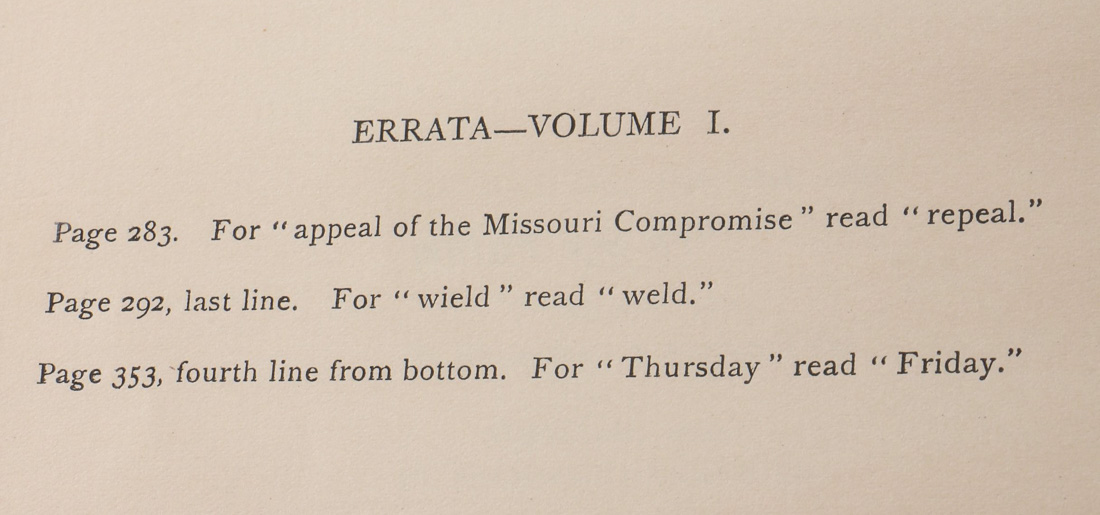 ERRATA—VOLUME I.
Page 283. For “appeal of the Missouri Compromise” read “repeal.”
Page 292, last line. For “wield” read “weld.”
Page 353, fourth line from bottom. For “Thursday” read “Friday.”